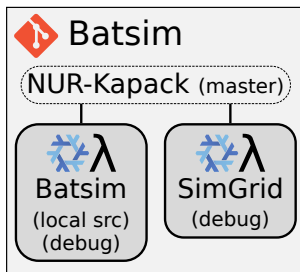 Batsim
NUR-Kapack (master)
λ λ
Batsim SimGrid
(local src) (debug)
(debug)